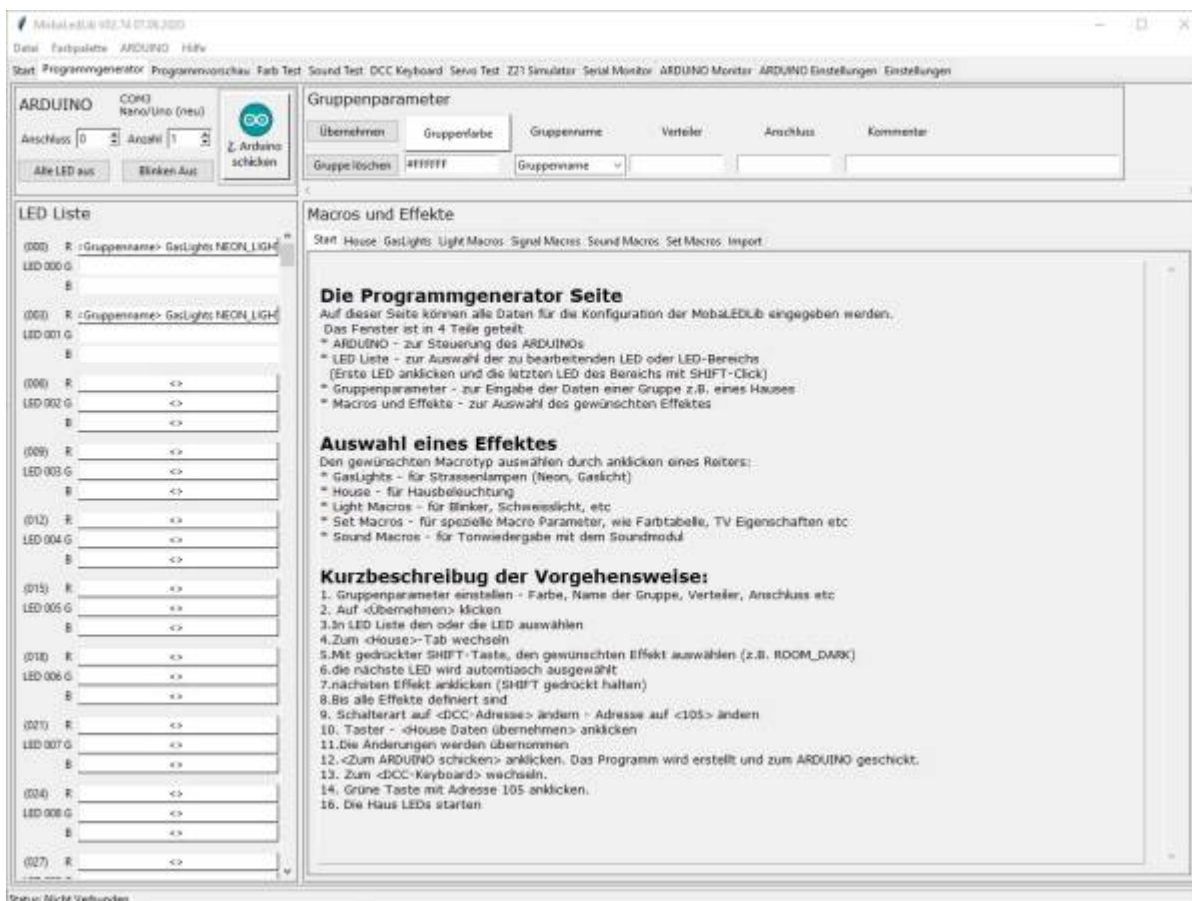 MobaLedLib V02.74 07.06.2020
Datei Farbpalette ARDUINO Hilfe
Start Programmgenerator Programmvorschau Farb Test Sound Test DCC Keyboard Servo Test Z21 Simulator Serial Monitor ARDUINO Monitor ARDUINO Einstellungen Einstellungen
ARDUINO COM3
Nano/Uno (neu)
Anschluss 0 Anzahl 1
Z. Arduino
schicken
Alle LED aus Blinken Aus
Gruppenparameter
Übernehmen Gruppenfarbe Gruppenname Verteiler Anschluss Kommentar
Gruppe löschen #FFFFFF Gruppenname
LED Liste
(000) R <Gruppenname> GasLights NEON_LIGH
LED 000 G
B
(003) R <Gruppenname> GasLights NEON_LIGH
LED 001 G
B
(006) R <>
LED 002 G <>
B <>
(009) R <>
LED 003 G <>
B <>
(012) R <>
LED 004 G <>
B <>
(015) R <>
LED 005 G <>
B <>
(018) R <>
LED 006 G <>
B <>
(021) R <>
LED 007 G <>
B <>
(024) R <>
LED 008 G <>
B <>
(027) R <>
Macros und Effekte
Start House GasLights Light Macros Signal Macros Sound Macros Set Macros Import
Die Programmgenerator Seite
Auf dieser Seite können alle Daten für die Konfiguration der MobaLEDLib eingegeben werden.
Das Fenster ist in 4 Teile geteilt
* ARDUINO - zur Steuerung des ARDUINOs
* LED Liste - zur Auswahl der zu bearbeitenden LED oder LED-Bereichs
(Erste LED anklicken und die letzten LED des Bereichs mit SHIFT-Click)
* Gruppenparameter - zur Eingabe der Daten einer Gruppe z.B. eines Hauses
* Macros und Effekte - zur Auswahl des gewünschten Effektes
Auswahl eines Effektes
Den gewünschten Macrotyp auswählen durch anklicken eines Reiters:
* GasLights - für Strassenlampen (Neon, Gaslicht)
* House - für Hausbeleuchtung
* Light Macros - für Blinker, Schweisslicht, etc
* Set Macros - für spezielle Macro Parameter, wie Farbtabelle, TV Eigenschaften etc
* Sound Macros - für Tonwiedergabe mit dem Soundmodul
Kurzbeschreibug der Vorgehensweise:
1. Gruppenparameter einstellen - Farbe, Name der Gruppe, Verteiler, Anschluss etc
2. Auf <Übernehmen> klicken
3.In LED Liste den oder die LED auswählen
4.Zum <House>-Tab wechseln
5.Mit gedrückter SHIFT-Taste, den gewünschten Effekt auswählen (z.B. ROOM_DARK)
6.die nächste LED wird automtiasch ausgewählt
7.nächsten Effekt anklicken (SHIFT gedrückt halten)
8.Bis alle Effekte definiert sind
9. Schalterart auf <DCC-Adresse> ändern - Adresse auf <105> ändern
10. Taster - <House Daten übernehmen> anklicken
11.Die Änderungen werden übernommen
12.<Zum ARDUINO schicken> anklicken. Das Programm wird erstellt und zum ARDUINO geschickt.
13. Zum <DCC-Keyboard> wechseln.
14. Grüne Taste mit Adresse 105 anklicken.
16. Die Haus LEDs starten
Status: Nicht Verbunden